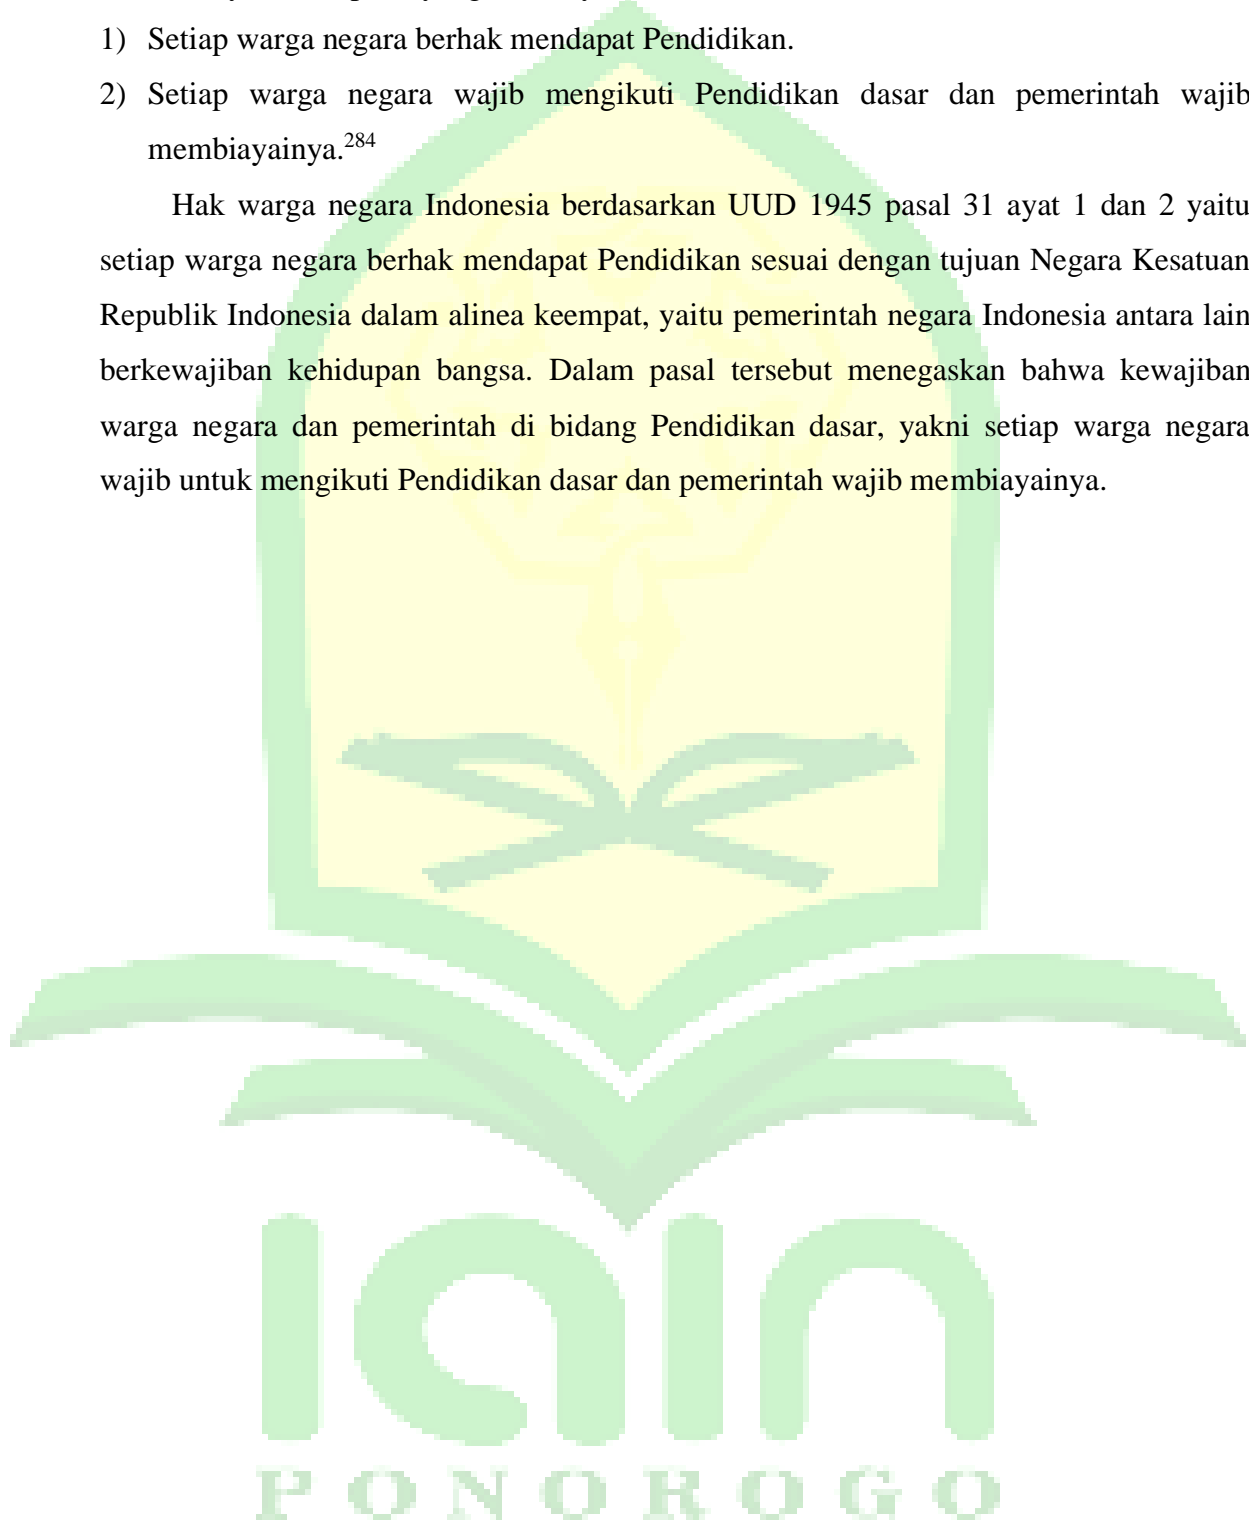 1) Setiap warga negara berhak mendapat Pendidikan.
2) Setiap warga negara wajib mengikuti Pendidikan dasar dan pemerintah wajib
membiayainya.284
Hak warga negara Indonesia berdasarkan UUD 1945 pasal 31 ayat 1 dan 2 yaitu
setiap warga negara berhak mendapat Pendidikan sesuai dengan tujuan Negara Kesatuan
Republik Indonesia dalam alinea keempat, yaitu pemerintah negara Indonesia antara lain
berkewajiban kehidupan bangsa. Dalam pasal tersebut menegaskan bahwa kewajiban
warga negara dan pemerintah di bidang Pendidikan dasar, yakni setiap warga negara
wajib untuk mengikuti Pendidikan dasar dan pemerintah wajib membiayainya.
iain
PONOROGO